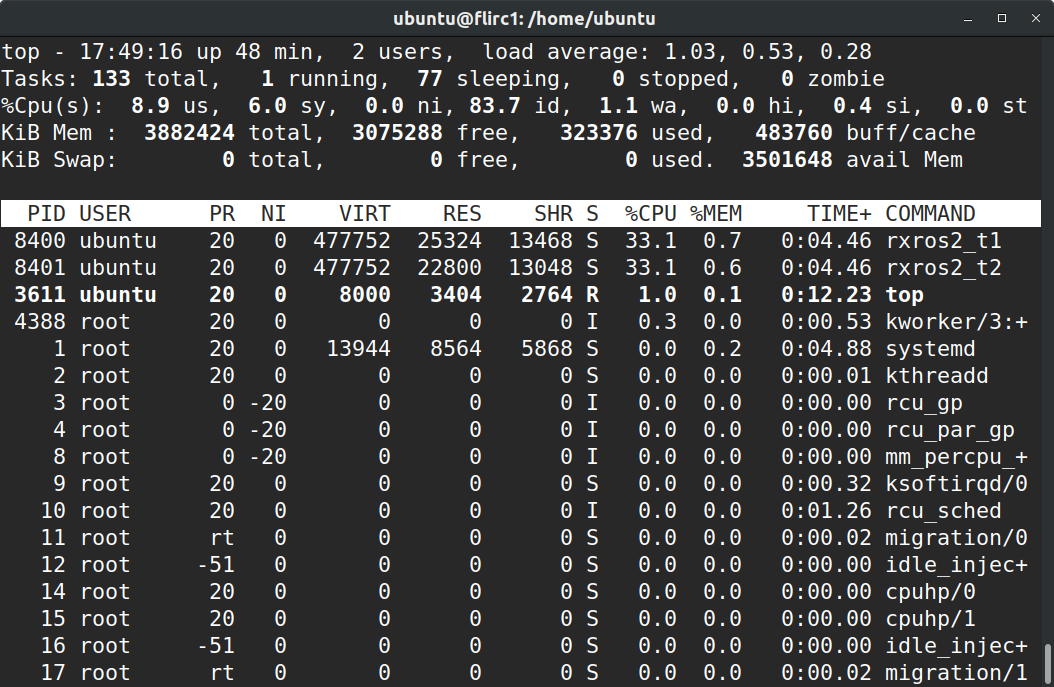 ubuntu@flirc1: /home/ubuntu
top - 17:49:16 up 48 min,  2 users,  load average: 1.03, 0.53, 0.28
Tasks: 133 total,   1 running,  77 sleeping,   0 stopped,   0 zombie
%Cpu(s):  8.9 us,  6.0 sy,  0.0 ni, 83.7 id,  1.1 wa,  0.0 hi,  0.4 si,  0.0 st
KiB Mem :  3882424 total,  3075288 free,   323376 used,   483760 buff/cache
KiB Swap:        0 total,        0 free,        0 used.  3501648 avail Mem
  PID USER      PR  NI    VIRT    RES    SHR S  %CPU %MEM     TIME+ COMMAND
 8400 ubuntu    20   0  477752  25324  13468 S  33.1  0.7   0:04.46 rxros2_t1
 8401 ubuntu    20   0  477752  22800  13048 S  33.1  0.6   0:04.46 rxros2_t2
 3611 ubuntu    20   0    8000   3404   2764 R   1.0  0.1   0:12.23 top
 4388 root      20   0       0      0      0 I   0.3  0.0   0:00.53 kworker/3:+
    1 root      20   0   13944   8564   5868 S   0.0  0.2   0:04.88 systemd
    2 root      20   0       0      0      0 S   0.0  0.0   0:00.01 kthreadd
    3 root       0 -20       0      0      0 I   0.0  0.0   0:00.00 rcu_gp
    4 root       0 -20       0      0      0 I   0.0  0.0   0:00.00 rcu_par_gp
    8 root       0 -20       0      0      0 I   0.0  0.0   0:00.00 mm_percpu_+
    9 root      20   0       0      0      0 S   0.0  0.0   0:00.32 ksoftirqd/0
   10 root      20   0       0      0      0 I   0.0  0.0   0:01.26 rcu_sched
   11 root      rt   0       0      0      0 S   0.0  0.0   0:00.02 migration/0
   12 root     -51   0       0      0      0 S   0.0  0.0   0:00.00 idle_injec+
   14 root      20   0       0      0      0 S   0.0  0.0   0:00.00 cpuhp/0
   15 root      20   0       0      0      0 S   0.0  0.0   0:00.00 cpuhp/1
   16 root     -51   0       0      0      0 S   0.0  0.0   0:00.00 idle_injec+
   17 root      rt   0       0      0      0 S   0.0  0.0   0:00.02 migration/1